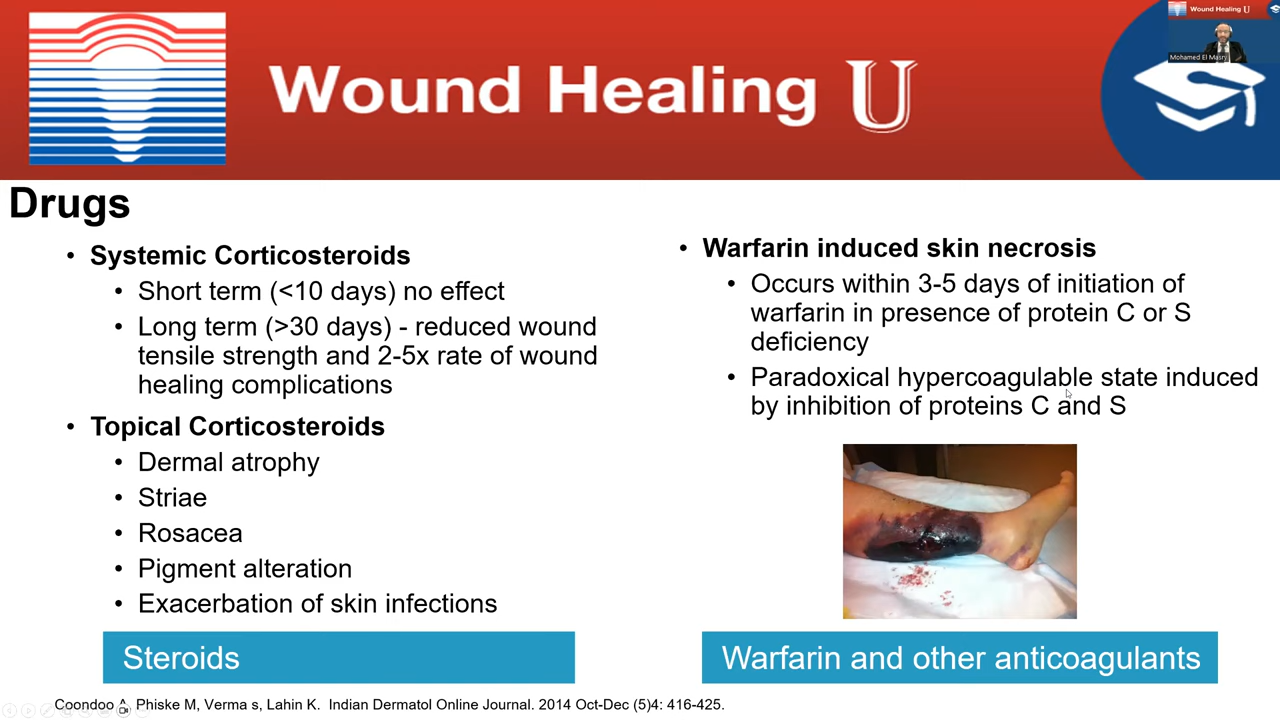 Wound Healing U
Wound Healing U
Mohamed El Masry
Drugs
• Systemic Corticosteroids
• Short term (<10 days) no effect
• Long term (>30 days) - reduced wound
tensile strength and 2-5x rate of wound
healing complications
• Topical Corticosteroids
• Dermal atrophy
• Striae
• Rosacea
• Pigment alteration
• Exacerbation of skin infections
Steroids
• Warfarin induced skin necrosis
• Occurs within 3-5 days of initiation of
warfarin in presence of protein C or S
deficiency
• Paradoxical hypercoagulable state induced
by inhibition of proteins C and S
Warfarin and other anticoagulants
Coondoo A, Phiske M, Verma s, Lahin K. Indian Dermatol Online Journal. 2014 Oct-Dec (5)4: 416-425.